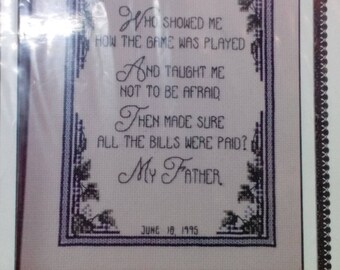 Who showed me
how the game was played
And taught me
not to be afraid,
Then made sure
all the bills were paid?
My Father.
June 18, 1995